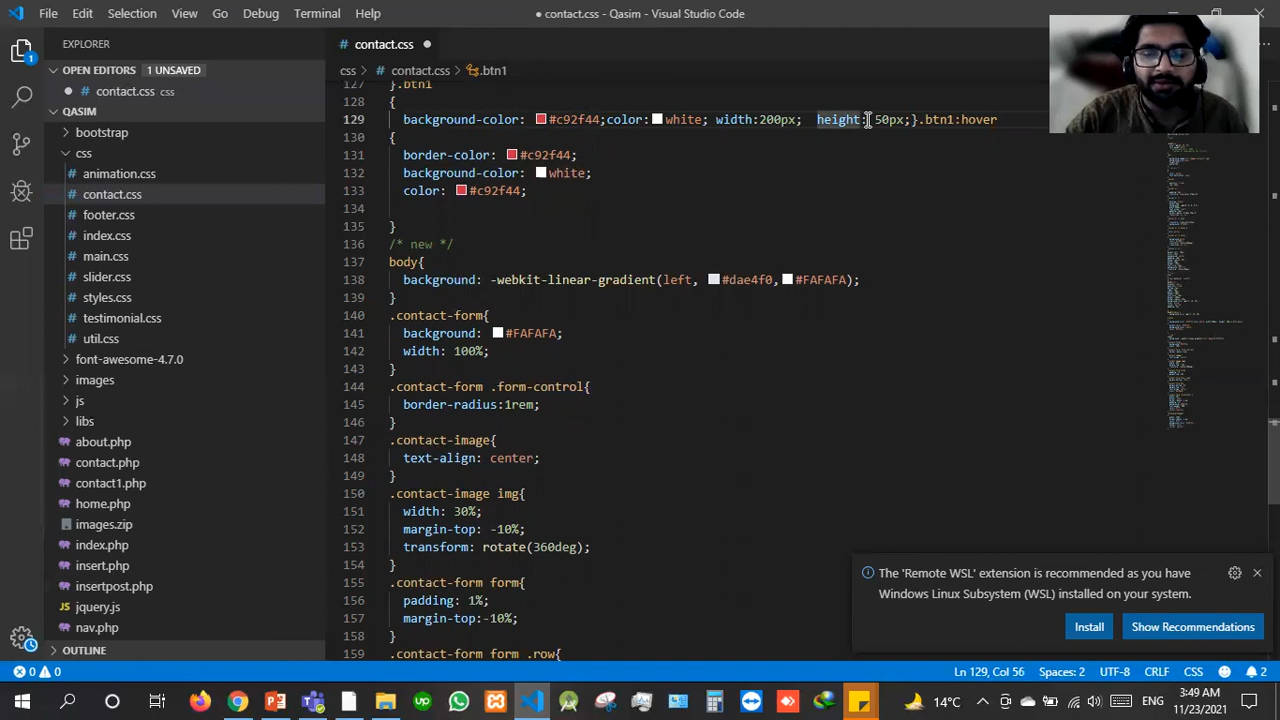 File Edit Selection View Go Debug Terminal Help
● contact.css - Qasim - Visual Studio Code
EXPLORER
OPEN EDITORS 1 UNSAVED
● # contact.css css
QASIM
bootstrap
css
# animation.css
# contact.css
# footer.css
# index.css
# main.css
# slider.css
# styles.css
# testimonial.css
# util.css
font-awesome-4.7.0
images
js
libs
about.php
contact.php
contact1.php
home.php
images.zip
index.php
insert.php
insertpost.php
jquery.js
nav.php
OUTLINE
# contact.css ●
css > # contact.css > .btn1
127 }.btn1
128 {
129 background-color: #c92f44;color: white; width:200px; height: 50px;}.btn1:hover
130 {
131 border-color: #c92f44;
132 background-color: white;
133 color: #c92f44;
134
135 }
136 /* new */
137 body{
138 background: -webkit-linear-gradient(left, #dae4f0, #FAFAFA);
139 }
140 .contact-form{
141 background: #FAFAFA;
142 width: 100%;
143 }
144 .contact-form .form-control{
145 border-radius:1rem;
146 }
147 .contact-image{
148 text-align: center;
149 }
150 .contact-image img{
151 width: 30%;
152 margin-top: -10%;
153 transform: rotate(360deg);
154 }
155 .contact-form form{
156 padding: 1%;
157 margin-top:-10%;
158 }
159 .contact-form form .row{
The 'Remote WSL' extension is recommended as you have
Windows Linux Subsystem (WSL) installed on your system.
Install Show Recommendations
0 0 Ln 129, Col 56 Spaces: 2 UTF-8 CRLF CSS 2
14°C ENG 3:49 AM
11/23/2021